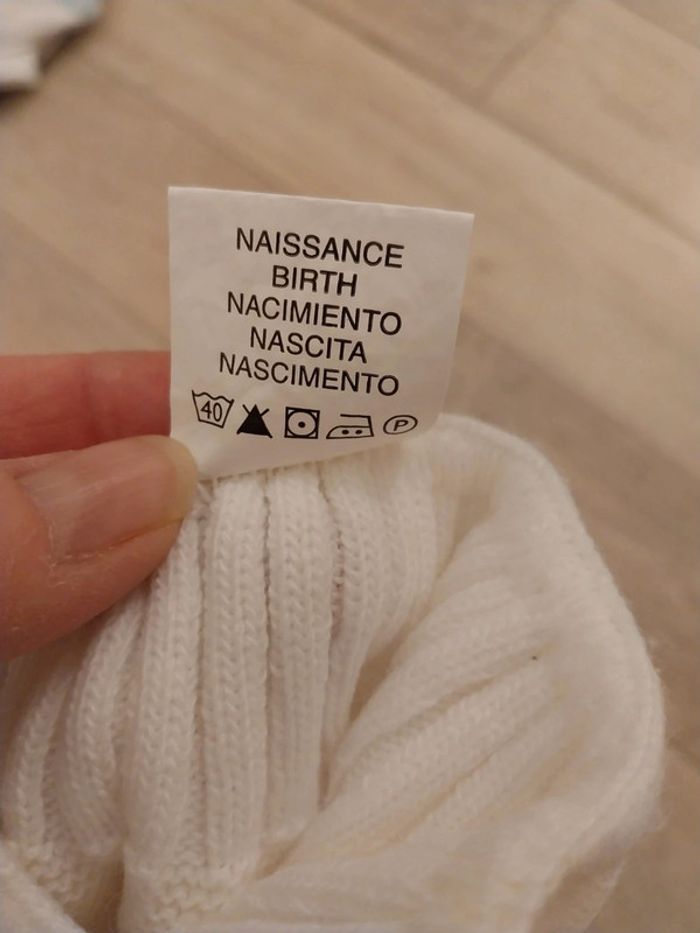 NAISSANCE
BIRTH
NACIMIENTO
NASCITA
NASCIMENTO
40 P